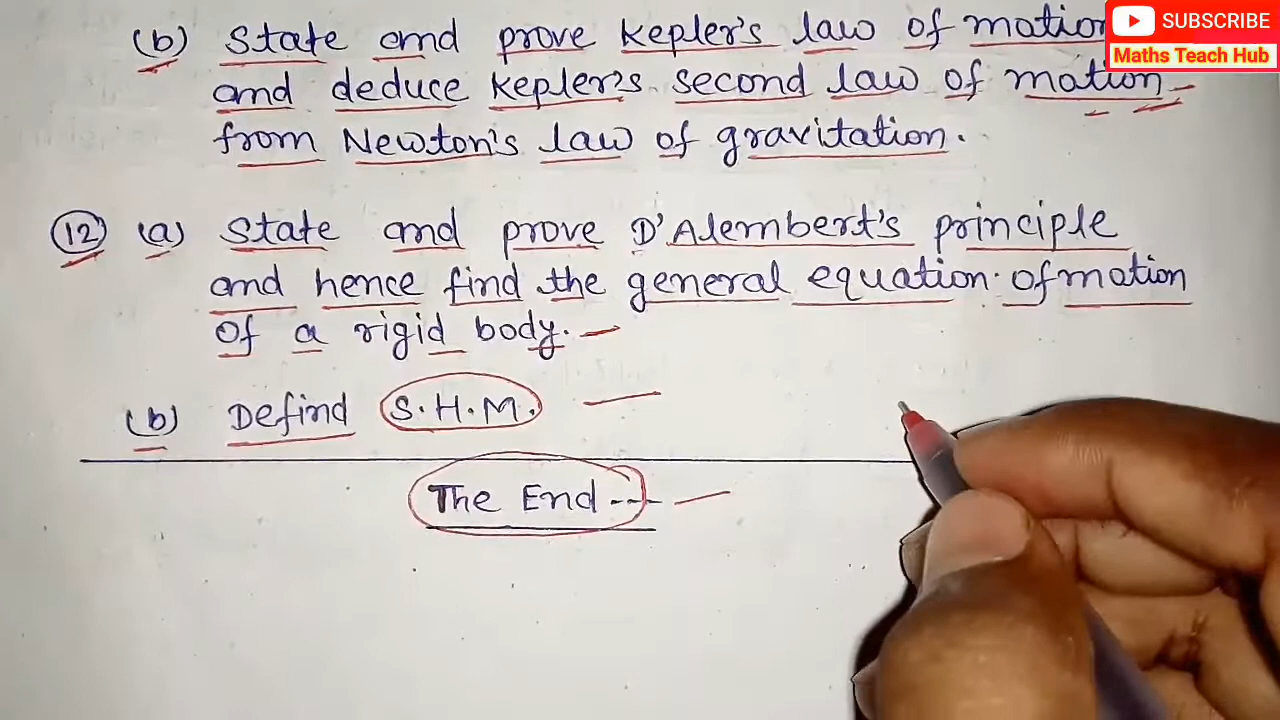 (b) State and prove Kepler's law of motion
SUBSCRIBE
Maths Teach Hub
and deduce Kepler's second law of motion
from Newton's law of gravitation.
12 (a) State and prove D'Alembert's principle
and hence find the general equation of motion
of a rigid body.
(b) Defind S.H.M.
The End ---